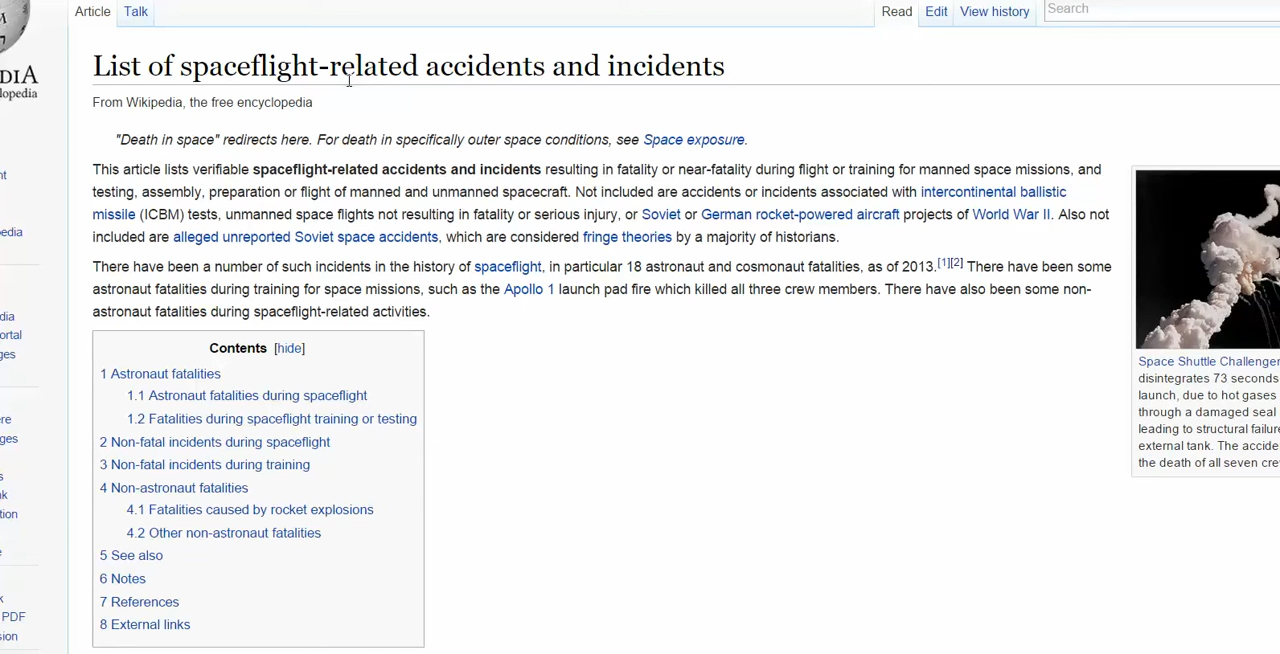 Article Talk Read Edit View history Search
DIA
lopedia
List of spaceflight-related accidents and incidents
From Wikipedia, the free encyclopedia
"Death in space" redirects here. For death in specifically outer space conditions, see Space exposure.
This article lists verifiable spaceflight-related accidents and incidents resulting in fatality or near-fatality during flight or training for manned space missions, and
testing, assembly, preparation or flight of manned and unmanned spacecraft. Not included are accidents or incidents associated with intercontinental ballistic
missile (ICBM) tests, unmanned space flights not resulting in fatality or serious injury, or Soviet or German rocket-powered aircraft projects of World War II. Also not
included are alleged unreported Soviet space accidents, which are considered fringe theories by a majority of historians.
There have been a number of such incidents in the history of spaceflight, in particular 18 astronaut and cosmonaut fatalities, as of 2013.[1][2] There have been some
astronaut fatalities during training for space missions, such as the Apollo 1 launch pad fire which killed all three crew members. There have also been some non-
astronaut fatalities during spaceflight-related activities.
Contents [hide]
1 Astronaut fatalities
1.1 Astronaut fatalities during spaceflight
1.2 Fatalities during spaceflight training or testing
2 Non-fatal incidents during spaceflight
3 Non-fatal incidents during training
4 Non-astronaut fatalities
4.1 Fatalities caused by rocket explosions
4.2 Other non-astronaut fatalities
5 See also
6 Notes
7 References
8 External links
Space Shuttle Challenger
disintegrates 73 seconds
launch, due to hot gases
through a damaged seal
leading to structural failure
external tank. The accide
the death of all seven cre
nt
edia
dia
ortal
ges
ere
ges
s
nk
tion
e
k
PDF
sion